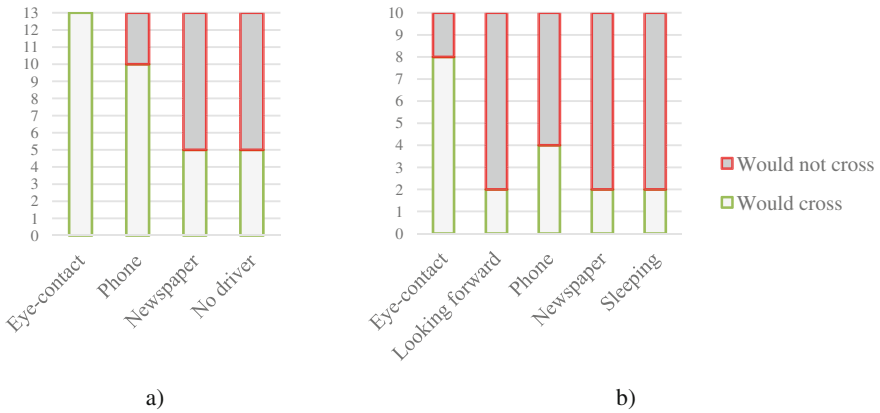 13
12
11
10
9
8
7
6
5
4
3
2
1
0
Eye-contact
Phone
Newspaper
No driver
a)
10
9
8
7
6
5
4
3
2
1
0
Eye-contact
Looking forward
Phone
Newspaper
Sleeping
b)
Would not cross
Would cross